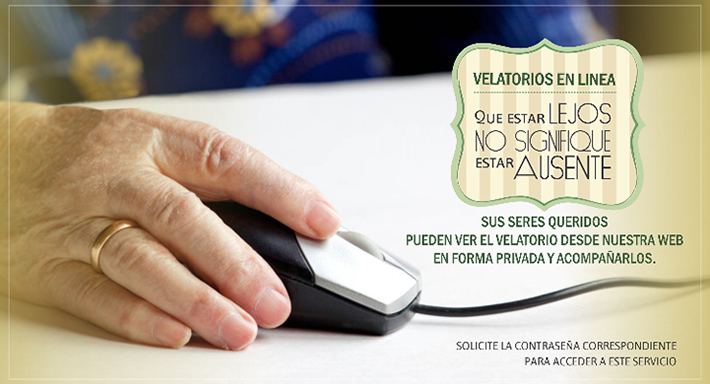 VELATORIOS EN LINEA
QUE ESTAR LEJOS
NO SIGNIFIQUE
ESTAR AUSENTE
SUS SERES QUERIDOS
PUEDEN VER EL VELATORIO DESDE NUESTRA WEB
EN FORMA PRIVADA Y ACOMPAÑARLOS.
SOLICITE LA CONTRASEÑA CORRESPONDIENTE
PARA ACCEDER A ESTE SERVICIO